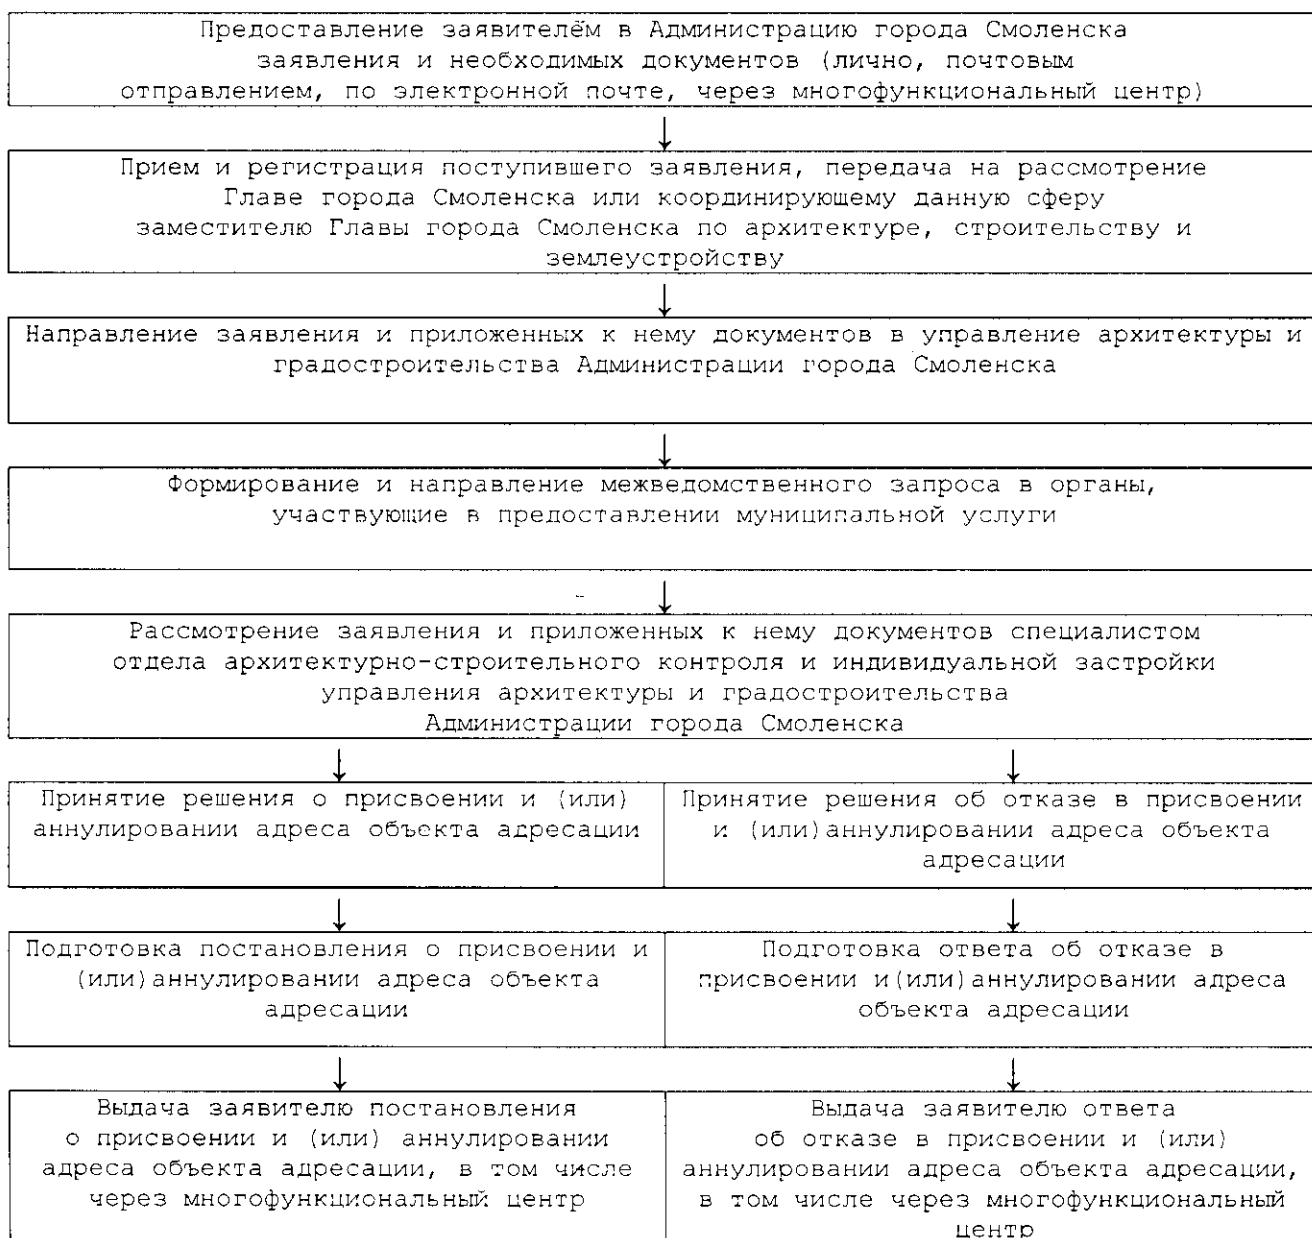 Предоставление заявителем в Администрацию города Смоленска
заявления и необходимых документов (лично, почтовым
отправлением, по электронной почте, через многофункциональный центр)
Прием и регистрация поступившего заявления, передача на рассмотрение
Главе города Смоленска или координирующему данную сферу
заместителю Главы города Смоленска по архитектуре, строительству и
землеустройству
Направление заявления и приложенных к нему документов в управление архитектуры и
градостроительства Администрации города Смоленска
Формирование и направление межведомственного запроса в органы,
участвующие в предоставлении муниципальной услуги
Рассмотрение заявления и приложенных к нему документов специалистом
отдела архитектурно-строительного контроля и индивидуальной застройки
управления архитектуры и градостроительства
Администрации города Смоленска
Принятие решения о присвоении и (или)
аннулировании адреса объекта адресации
Принятие решения об отказе в присвоении
и (или)аннулировании адреса объекта
адресации
Подготовка постановления о присвоении и
(или)аннулировании адреса объекта
адресации
Подготовка ответа об отказе в
присвоении и(или)аннулировании адреса
объекта адресации
Выдача заявителю постановления
о присвоении и (или) аннулировании
адреса объекта адресации, в том числе
через многофункциональный центр
Выдача заявителю ответа
об отказе в присвоении и (или)
аннулировании адреса объекта адресации,
в том числе через многофункциональный
центр